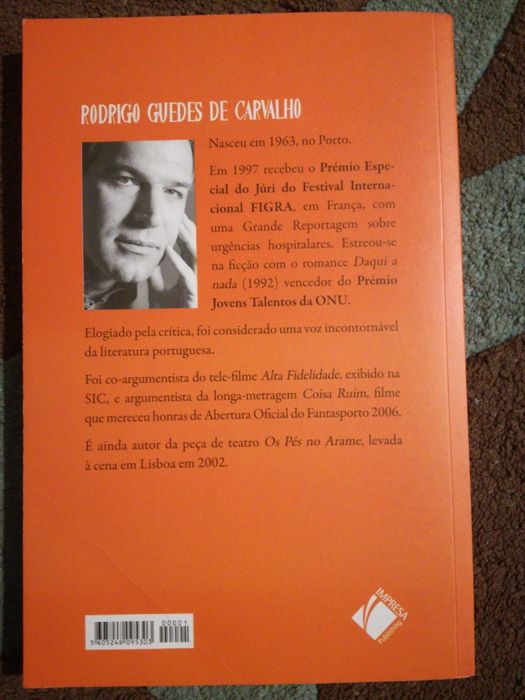 RODRIGO GUEDES DE CARVALHO
Nasceu em 1963, no Porto.
Em 1997 recebeu o Prémio Espe-
cial do Júri do Festival Interna-
cional FIGRA, em França, com
uma Grande Reportagem sobre
urgências hospitalares. Estreou-se
na ficção com o romance Daqui a
nada (1992) vencedor do Prémio
Jovens Talentos da ONU.
Elogiado pela crítica, foi considerado uma voz incontornável
da literatura portuguesa.
Foi co-argumentista do tele-filme Alta Fidelidade, exibido na
SIC, e argumentista da longa-metragem Coisa Ruim, filme
que mereceu honras de Abertura Oficial do Fantasporto 2006.
É ainda autor da peça de teatro Os Pés no Arame, levada
à cena em Lisboa em 2002.
00001
5 605248 095303
IMPRESA
Publishing